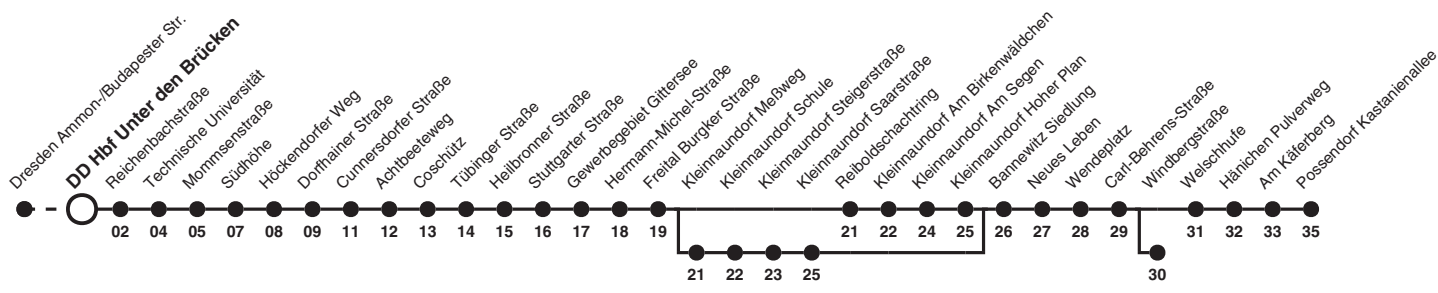 Dresden Ammon-/Budapester Str.
DD Hbf Unter den Brücken
Reichenbachstraße
Technische Universität
Mommsenstraße
Südhöhe
Höckendorfer Weg
Dorfhainer Straße
Cunnersdorfer Straße
Achtbeeteweg
Coschütz
Tübinger Straße
Heilbronner Straße
Stuttgarter Straße
Gewerbegebiet Gittersee
Hermann-Michel-Straße
Freital Burgker Straße
Kleinnaundorf Meßweg
Kleinnaundorf Schule
Kleinnaundorf Steigerstraße
Kleinnaundorf Saarstraße
Reiboldschachtring
Kleinnaundorf Am Birkenwäldchen
Kleinnaundorf Am Segen
Kleinnaundorf Hoher Plan
Bannewitz Siedlung
Neues Leben
Wendeplatz
Carl-Behrens-Straße
Windbergstraße
Welschhufe
Hänichen Pulverweg
Am Käferberg
Possendorf Kastanienallee
02 04 05 07 08 09 11 12 13 14 15 16 17 18 19 21 22 24 25 26 27 28 29 31 32 33 35
21 22 23 25 30